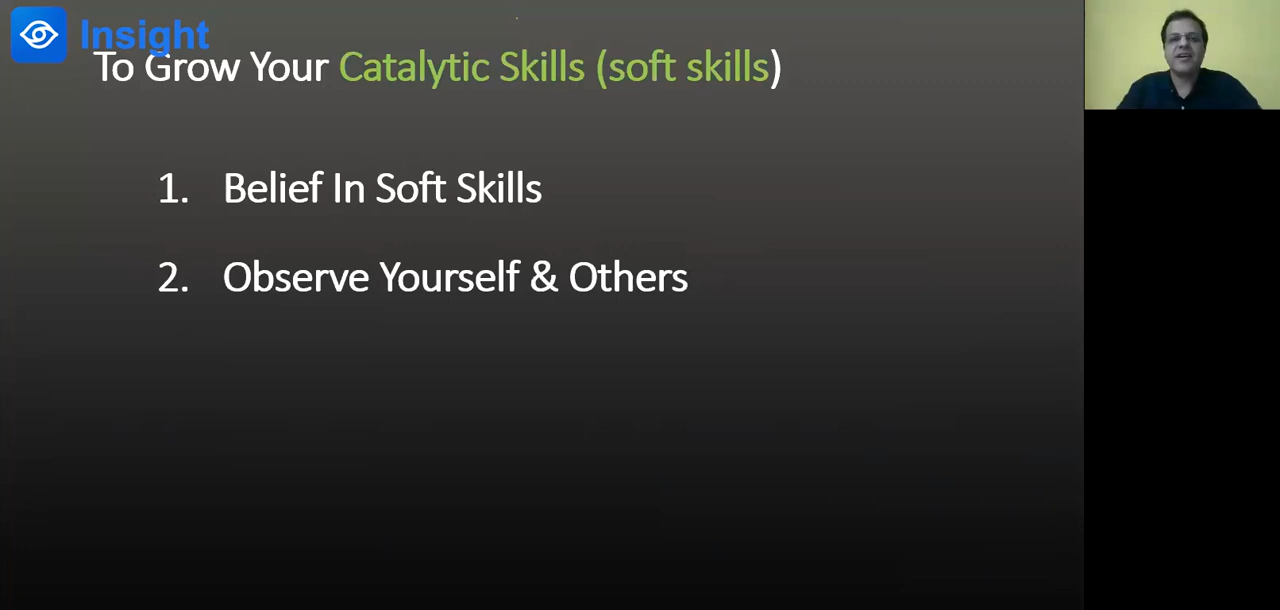 Insight
To Grow Your Catalytic Skills (soft skills)
1. Belief In Soft Skills
2. Observe Yourself & Others